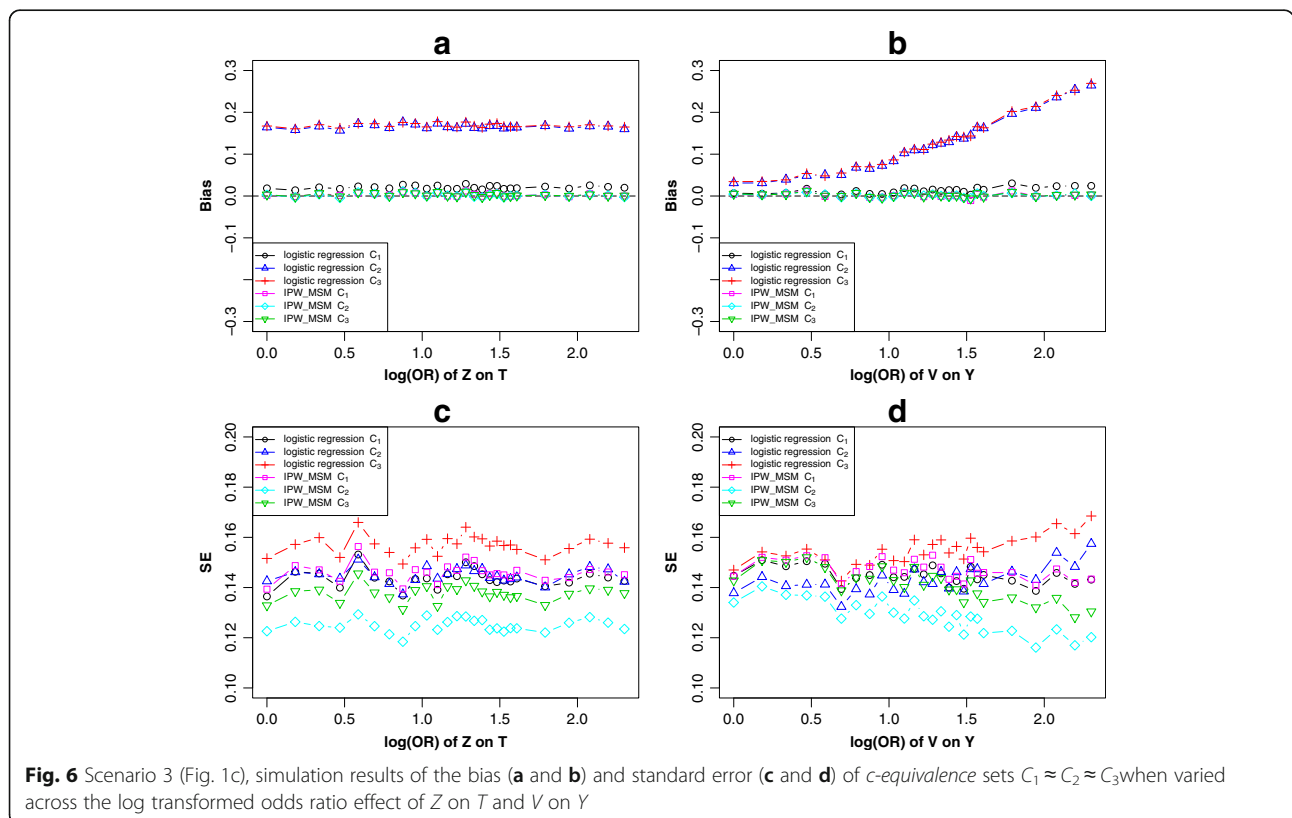 a
0.3
0.2
0.1
0.0
−0.1
−0.3
Bias
logistic regression C1
logistic regression C2
logistic regression C3
IPW_MSM C1
IPW_MSM C2
IPW_MSM C3
0.0 0.5 1.0 1.5 2.0
log(OR) of Z on T
b
0.3
0.2
0.1
0.0
−0.1
−0.3
Bias
logistic regression C1
logistic regression C2
logistic regression C3
IPW_MSM C1
IPW_MSM C2
IPW_MSM C3
0.0 0.5 1.0 1.5 2.0
log(OR) of V on Y
c
0.20
0.18
0.16
0.14
0.12
0.10
SE
logistic regression C1
logistic regression C2
logistic regression C3
IPW_MSM C1
IPW_MSM C2
IPW_MSM C3
0.0 0.5 1.0 1.5 2.0
log(OR) of Z on T
d
0.20
0.18
0.16
0.14
0.12
0.10
SE
logistic regression C1
logistic regression C2
logistic regression C3
IPW_MSM C1
IPW_MSM C2
IPW_MSM C3
0.0 0.5 1.0 1.5 2.0
log(OR) of V on Y
Fig. 6 Scenario 3 (Fig. 1c), simulation results of the bias (a and b) and standard error (c and d) of c-equivalence sets C1 ≈ C2 ≈ C3when varied
across the log transformed odds ratio effect of Z on T and V on Y